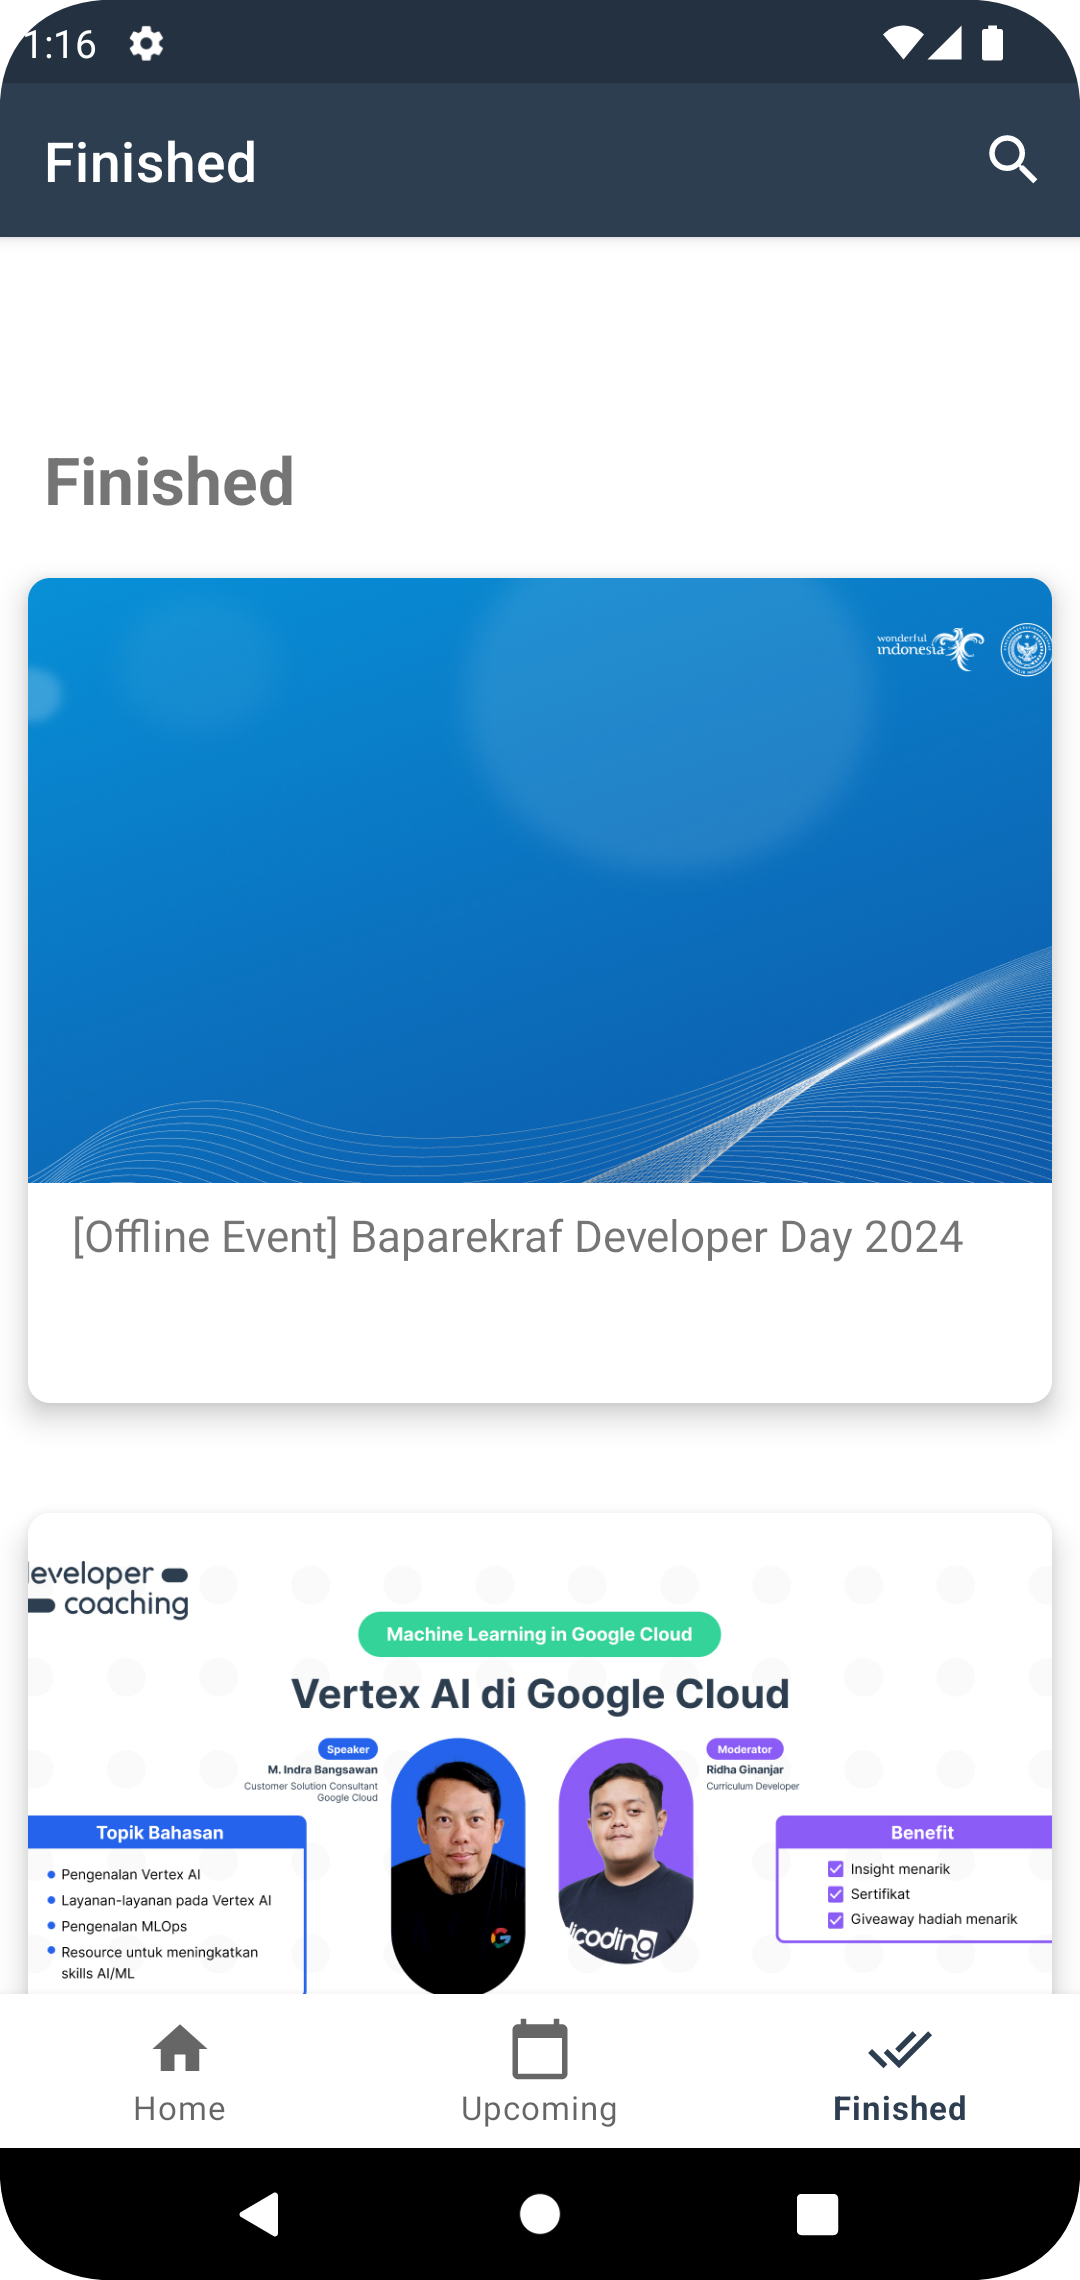 1:16
Finished
Finished
wonderful
indonesia
[Offline Event] Baparekraf Developer Day 2024
eveloper
coaching
Machine Learning in Google Cloud
Vertex AI di Google Cloud
Speaker
M. Indra Bangsawan
Customer Solution Consultant
Google Cloud
Moderator
Ridha Ginanjar
Curriculum Developer
Topik Bahasan
Pengenalan Vertex AI
Layanan-layanan pada Vertex AI
Pengenalan MLOps
Resource untuk meningkatkan
skills AI/ML
Benefit
Insight menarik
Sertifikat
Giveaway hadiah menarik
dicoding
Home
Upcoming
Finished